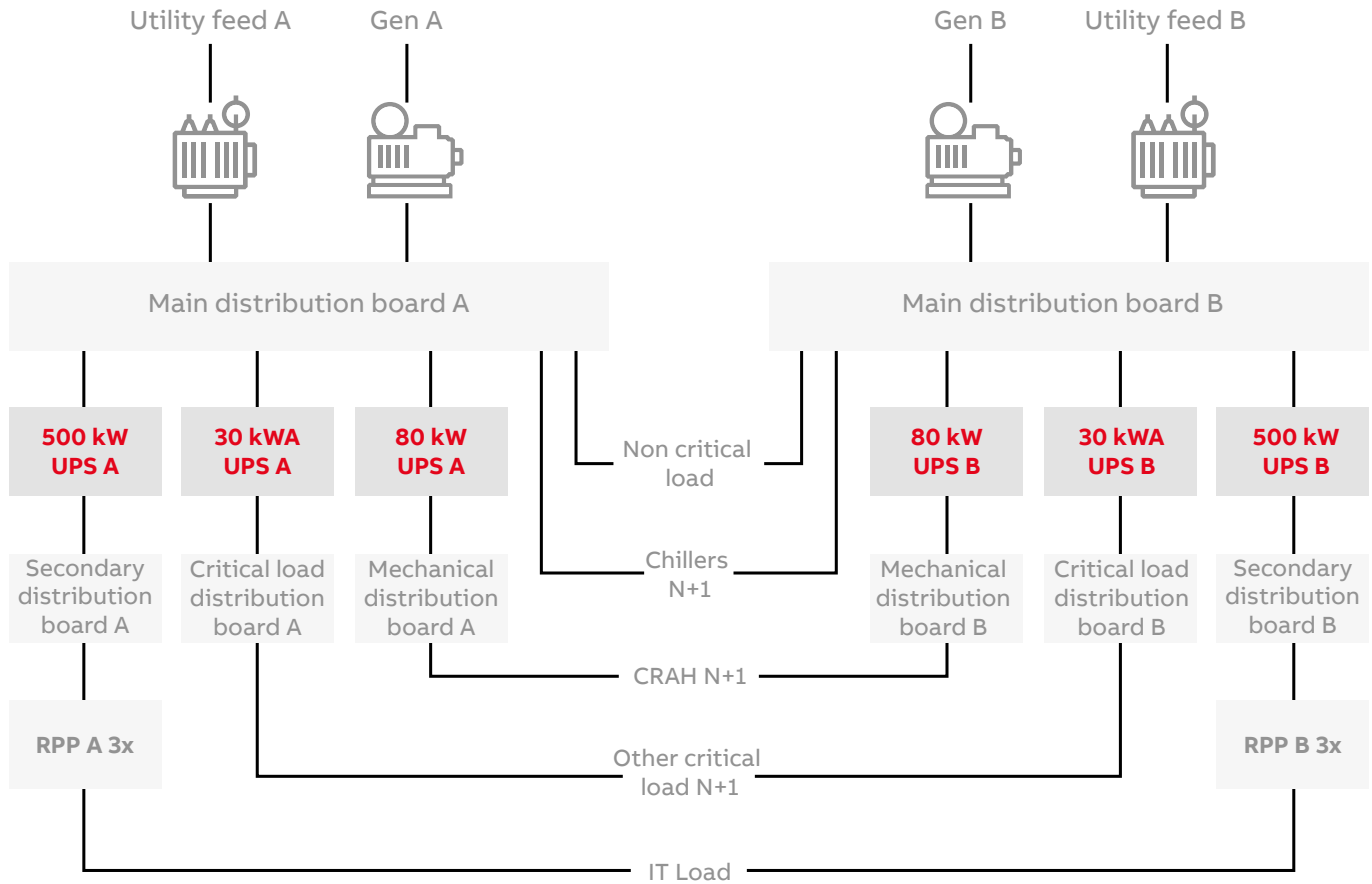 Utility feed A
Gen A
Gen B
Utility feed B
Main distribution board A
Main distribution board B
500 kW
UPS A
30 kWA
UPS A
80 kW
UPS A
Non critical
load
80 kW
UPS B
30 kWA
UPS B
500 kW
UPS B
Secondary
distribution
board A
Critical load
distribution
board A
Mechanical
distribution
board A
Chillers
N+1
Mechanical
distribution
board B
Critical load
distribution
board B
Secondary
distribution
board B
CRAH N+1
RPP A 3x
Other critical
load N+1
RPP B 3x
IT Load